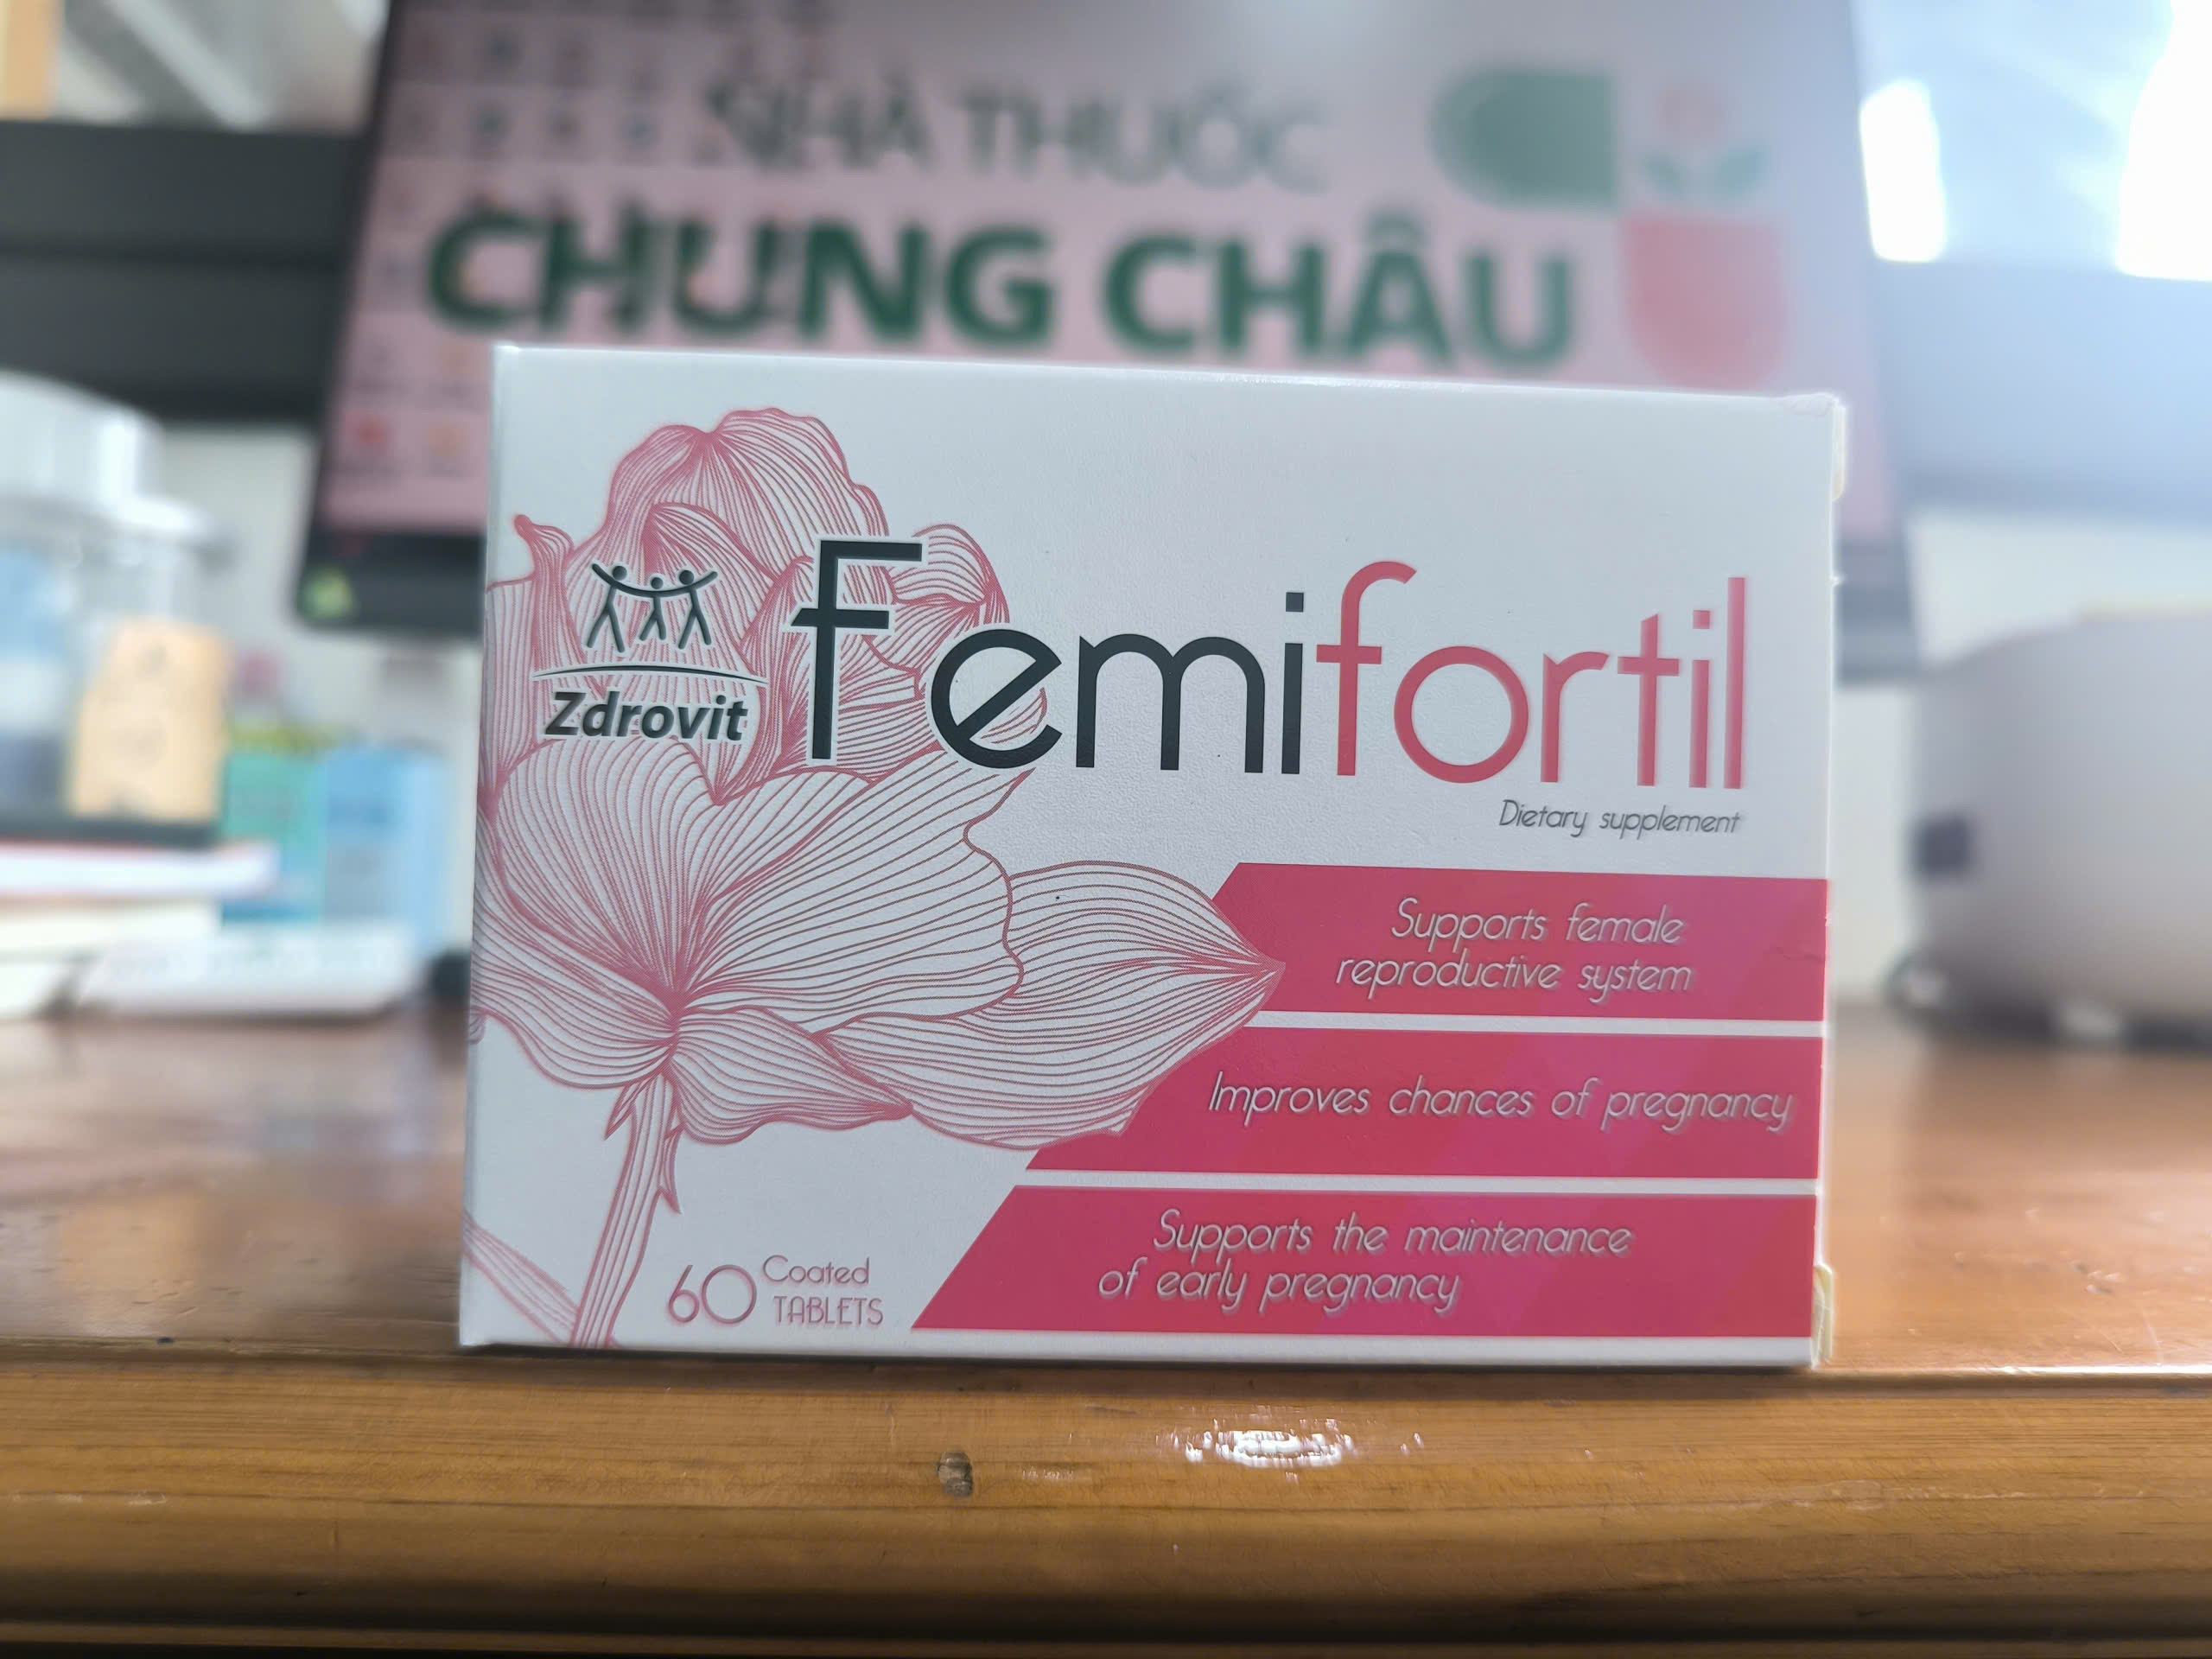 NHÀ THUỐC
CHUNG CHÂU
Zdrovit
Femifortil
Dietary supplement
Supports female
reproductive system
Improves chances of pregnancy
Supports the maintenance
of early pregnancy
60 Coated
TABLETS